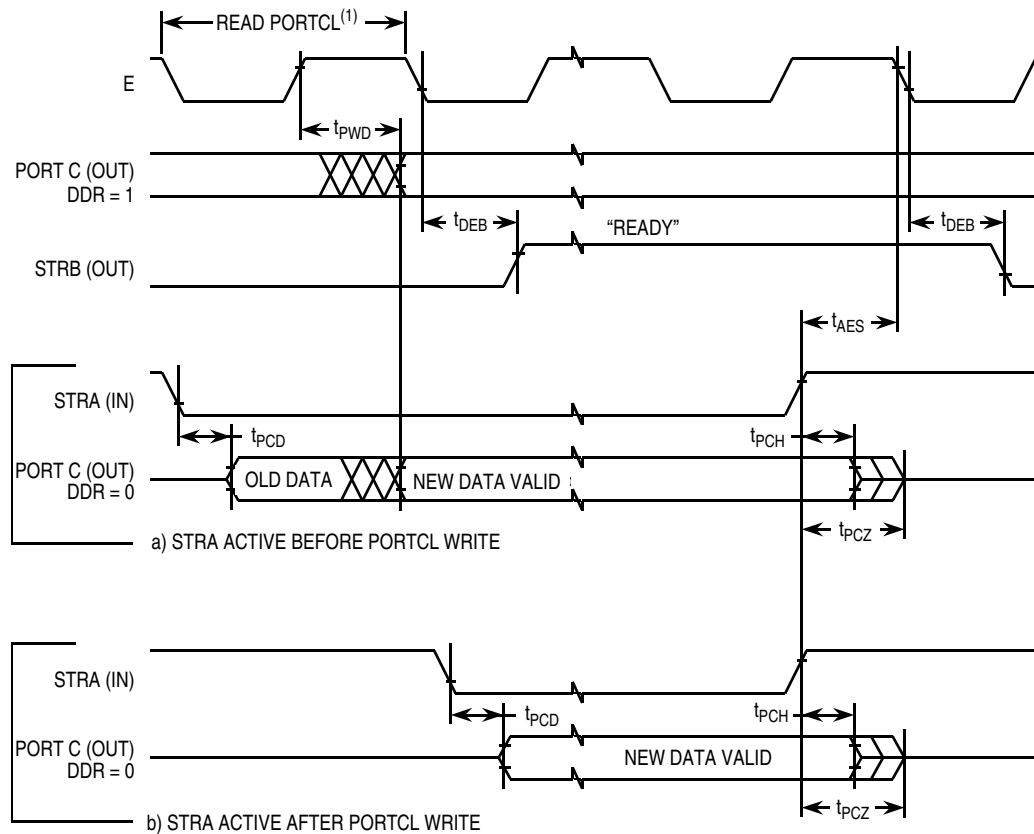 READ PORTCL(1)
E
tPWD
PORT C (OUT)
DDR = 1
tDEB
"READY"
tDEB
STRB (OUT)
tAES
STRA (IN)
tPCD
tPCH
PORT C (OUT)
DDR = 0
OLD DATA
NEW DATA VALID
tPCZ
a) STRA ACTIVE BEFORE PORTCL WRITE
STRA (IN)
tPCD
tPCH
PORT C (OUT)
DDR = 0
NEW DATA VALID
tPCZ
b) STRA ACTIVE AFTER PORTCL WRITE